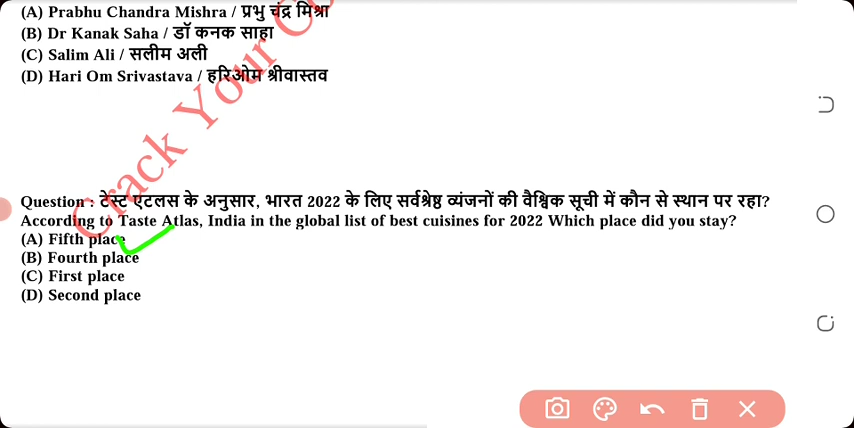 (A) Prabhu Chandra Mishra / प्रभु चंद्र मिश्रा
(B) Dr Kanak Saha / डॉ कनक साहा
(C) Salim Ali / सलीम अली
(D) Hari Om Srivastava / हरिओम श्रीवास्तव
Crack Your
Question : टेस्ट एटलस के अनुसार, भारत 2022 के लिए सर्वश्रेष्ठ व्यंजनों की वैश्विक सूची में कौन से स्थान पर रहा?
According to Taste Atlas, India in the global list of best cuisines for 2022 Which place did you stay?
(A) Fifth place
(B) Fourth place
(C) First place
(D) Second place